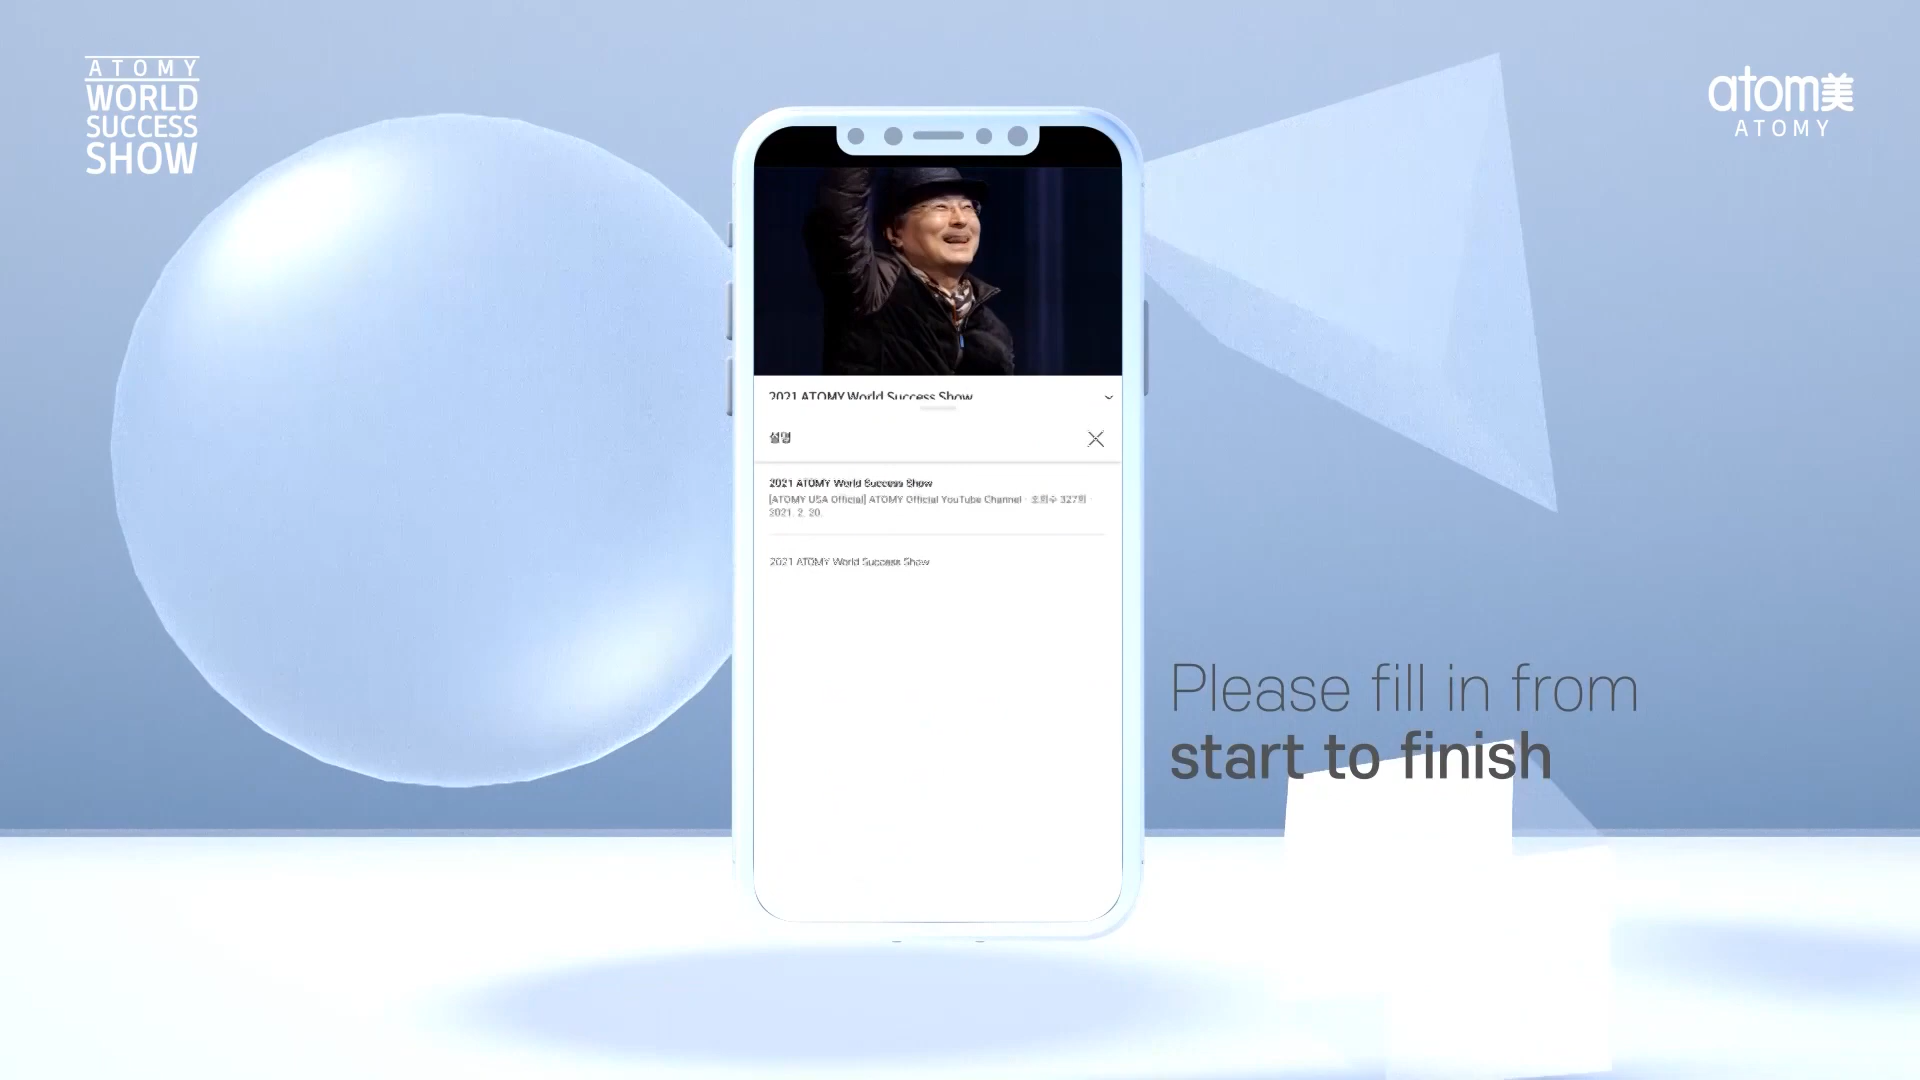 ATOMY
WORLD
SUCCESS
SHOW
atom美
ATOMY
2021 ATOMY World Success Show
설명
2021 ATOMY World Success Show
[ATOMY USA Official] ATOMY Official YouTube Channel · 조회수 327회 ·
2021. 2. 20.
2021 ATOMY World Success Show
Please fill in from
start to finish